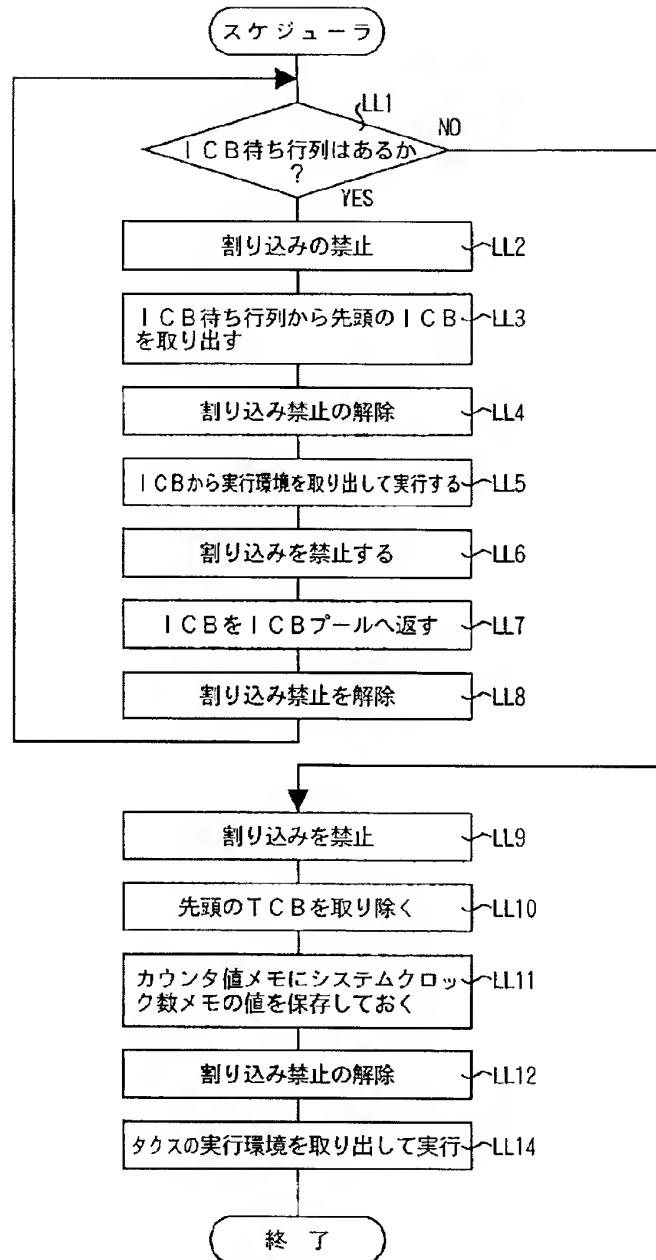 スケジューラ
LL1
ICB待ち行列はあるか
?
NO
YES
割り込みの禁止
LL2
ICB待ち行列から先頭のICB
を取り出す
LL3
割り込み禁止の解除
LL4
ICBから実行環境を取り出して実行する
LL5
割り込みを禁止する
LL6
ICBをICBプールへ返す
LL7
割り込み禁止を解除
LL8
割り込みを禁止
LL9
先頭のTCBを取り除く
LL10
カウンタ値メモにシステムクロッ
ク数メモの値を保存しておく
LL11
割り込み禁止の解除
LL12
タクスの実行環境を取り出して実行
LL14
終了